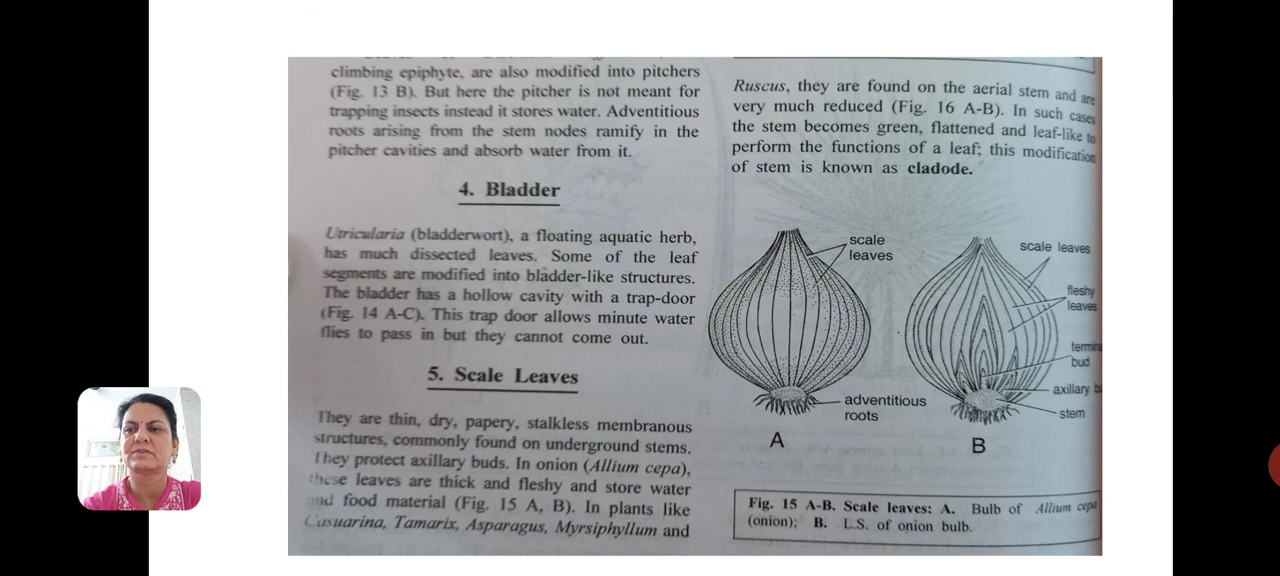 climbing epiphyte, are also modified into pitchers
(Fig. 13 B). But here the pitcher is not meant for
trapping insects instead it stores water. Adventitious
roots arising from the stem nodes ramify in the
pitcher cavities and absorb water from it.
4. Bladder
Utricularia (bladderwort), a floating aquatic herb,
has much dissected leaves. Some of the leaf
segments are modified into bladder-like structures.
The bladder has a hollow cavity with a trap-door
(Fig. 14 A-C). This trap door allows minute water
flies to pass in but they cannot come out.
5. Scale Leaves
They are thin, dry, papery, stalkless membranous
structures, commonly found on underground stems.
They protect axillary buds. In onion (Allium cepa),
these leaves are thick and fleshy and store water
and food material (Fig. 15 A, B). In plants like
Casuarina, Tamarix, Asparagus, Myrsiphyllum and
Ruscus, they are found on the aerial stem and are
very much reduced (Fig. 16 A-B). In such cases
the stem becomes green, flattened and leaf-like to
perform the functions of a leaf; this modification
of stem is known as cladode.
scale
leaves
adventitious
roots
A
scale leaves
fleshy
leaves
termina
bud
axillary bu
stem
B
Fig. 15 A-B. Scale leaves: A. Bulb of Allium cepa
(onion); B. L.S. of onion bulb.